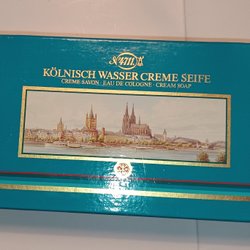 4711
KÖLNISCH WASSER CREME SEIFE
CREME SAVON · EAU DE COLOGNE · CREAM SOAP